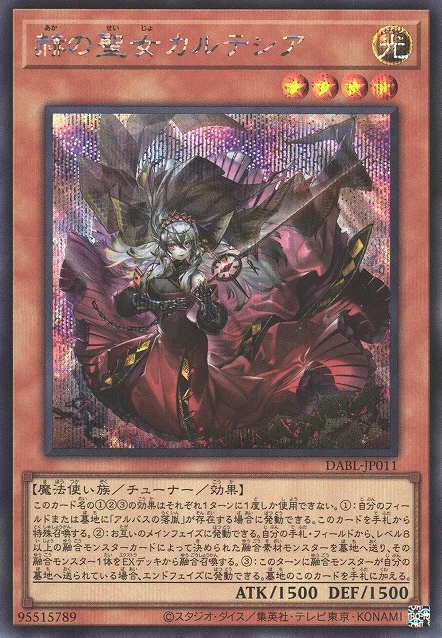 赫の聖女カルテシア
光
DABL-JP011
【魔法使い族／チューナー／効果】
このカード名の①②③の効果はそれぞれ1ターンに1度しか使用できない。①：自分のフィー
ルドまたは墓地に「アルバスの落胤」が存在する場合に発動できる。このカードを手札から
特殊召喚する。②：お互いのメインフェイズに発動できる。自分の手札・フィールドから、レベル8
以上の融合モンスターカードによって決められた融合素材モンスターを墓地へ送り、その
融合モンスター1体をEXデッキから融合召喚する。③：このターンに融合モンスターが自分の
墓地へ送られている場合、エンドフェイズに発動できる。墓地のこのカードを手札に加える。
ATK/1500 DEF/1500
95515789
©スタジオ・ダイス／集英社・テレビ東京・KONAMI